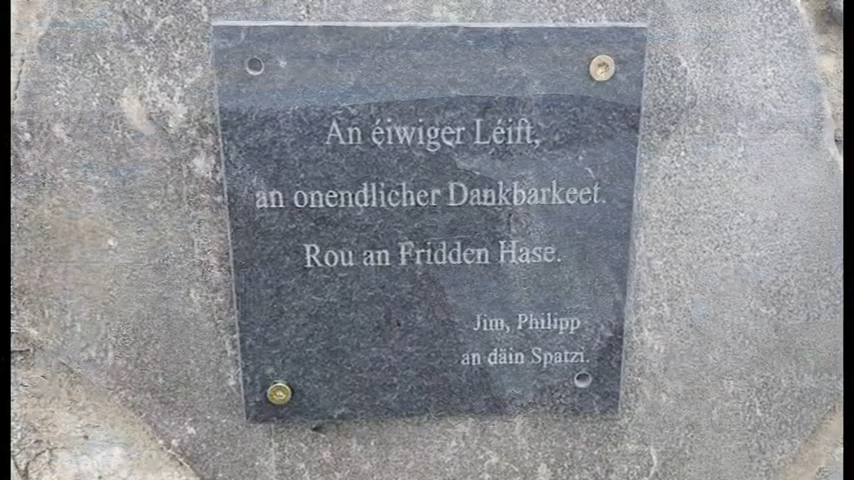 An éiwiger Léift,
an onendlicher Dankbarkeet.
Rou an Fridden Hase.
Jim, Philipp
an däin Spatzi.